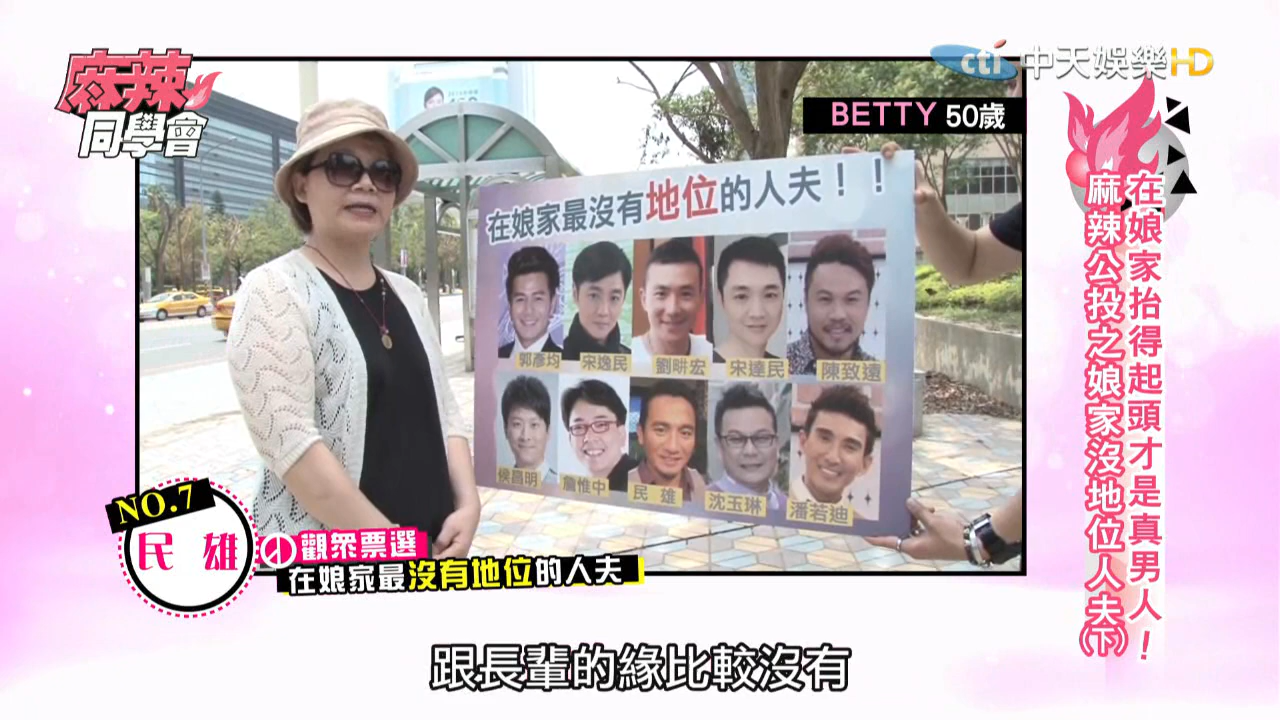 麻辣
同學會
cti 中天娛樂HD
BETTY 50歲
在娘家抬得起頭才是真男人！
麻辣公投之娘家沒地位人夫(下)
在娘家最沒有地位的人夫！！
郭彥均 宋逸民 劉畊宏 宋達民 陳致遠
侯昌明 詹惟中 民雄 沈玉琳 潘若迪
NO.7
民雄
觀眾票選
在娘家最沒有地位的人夫
跟長輩的緣比較沒有